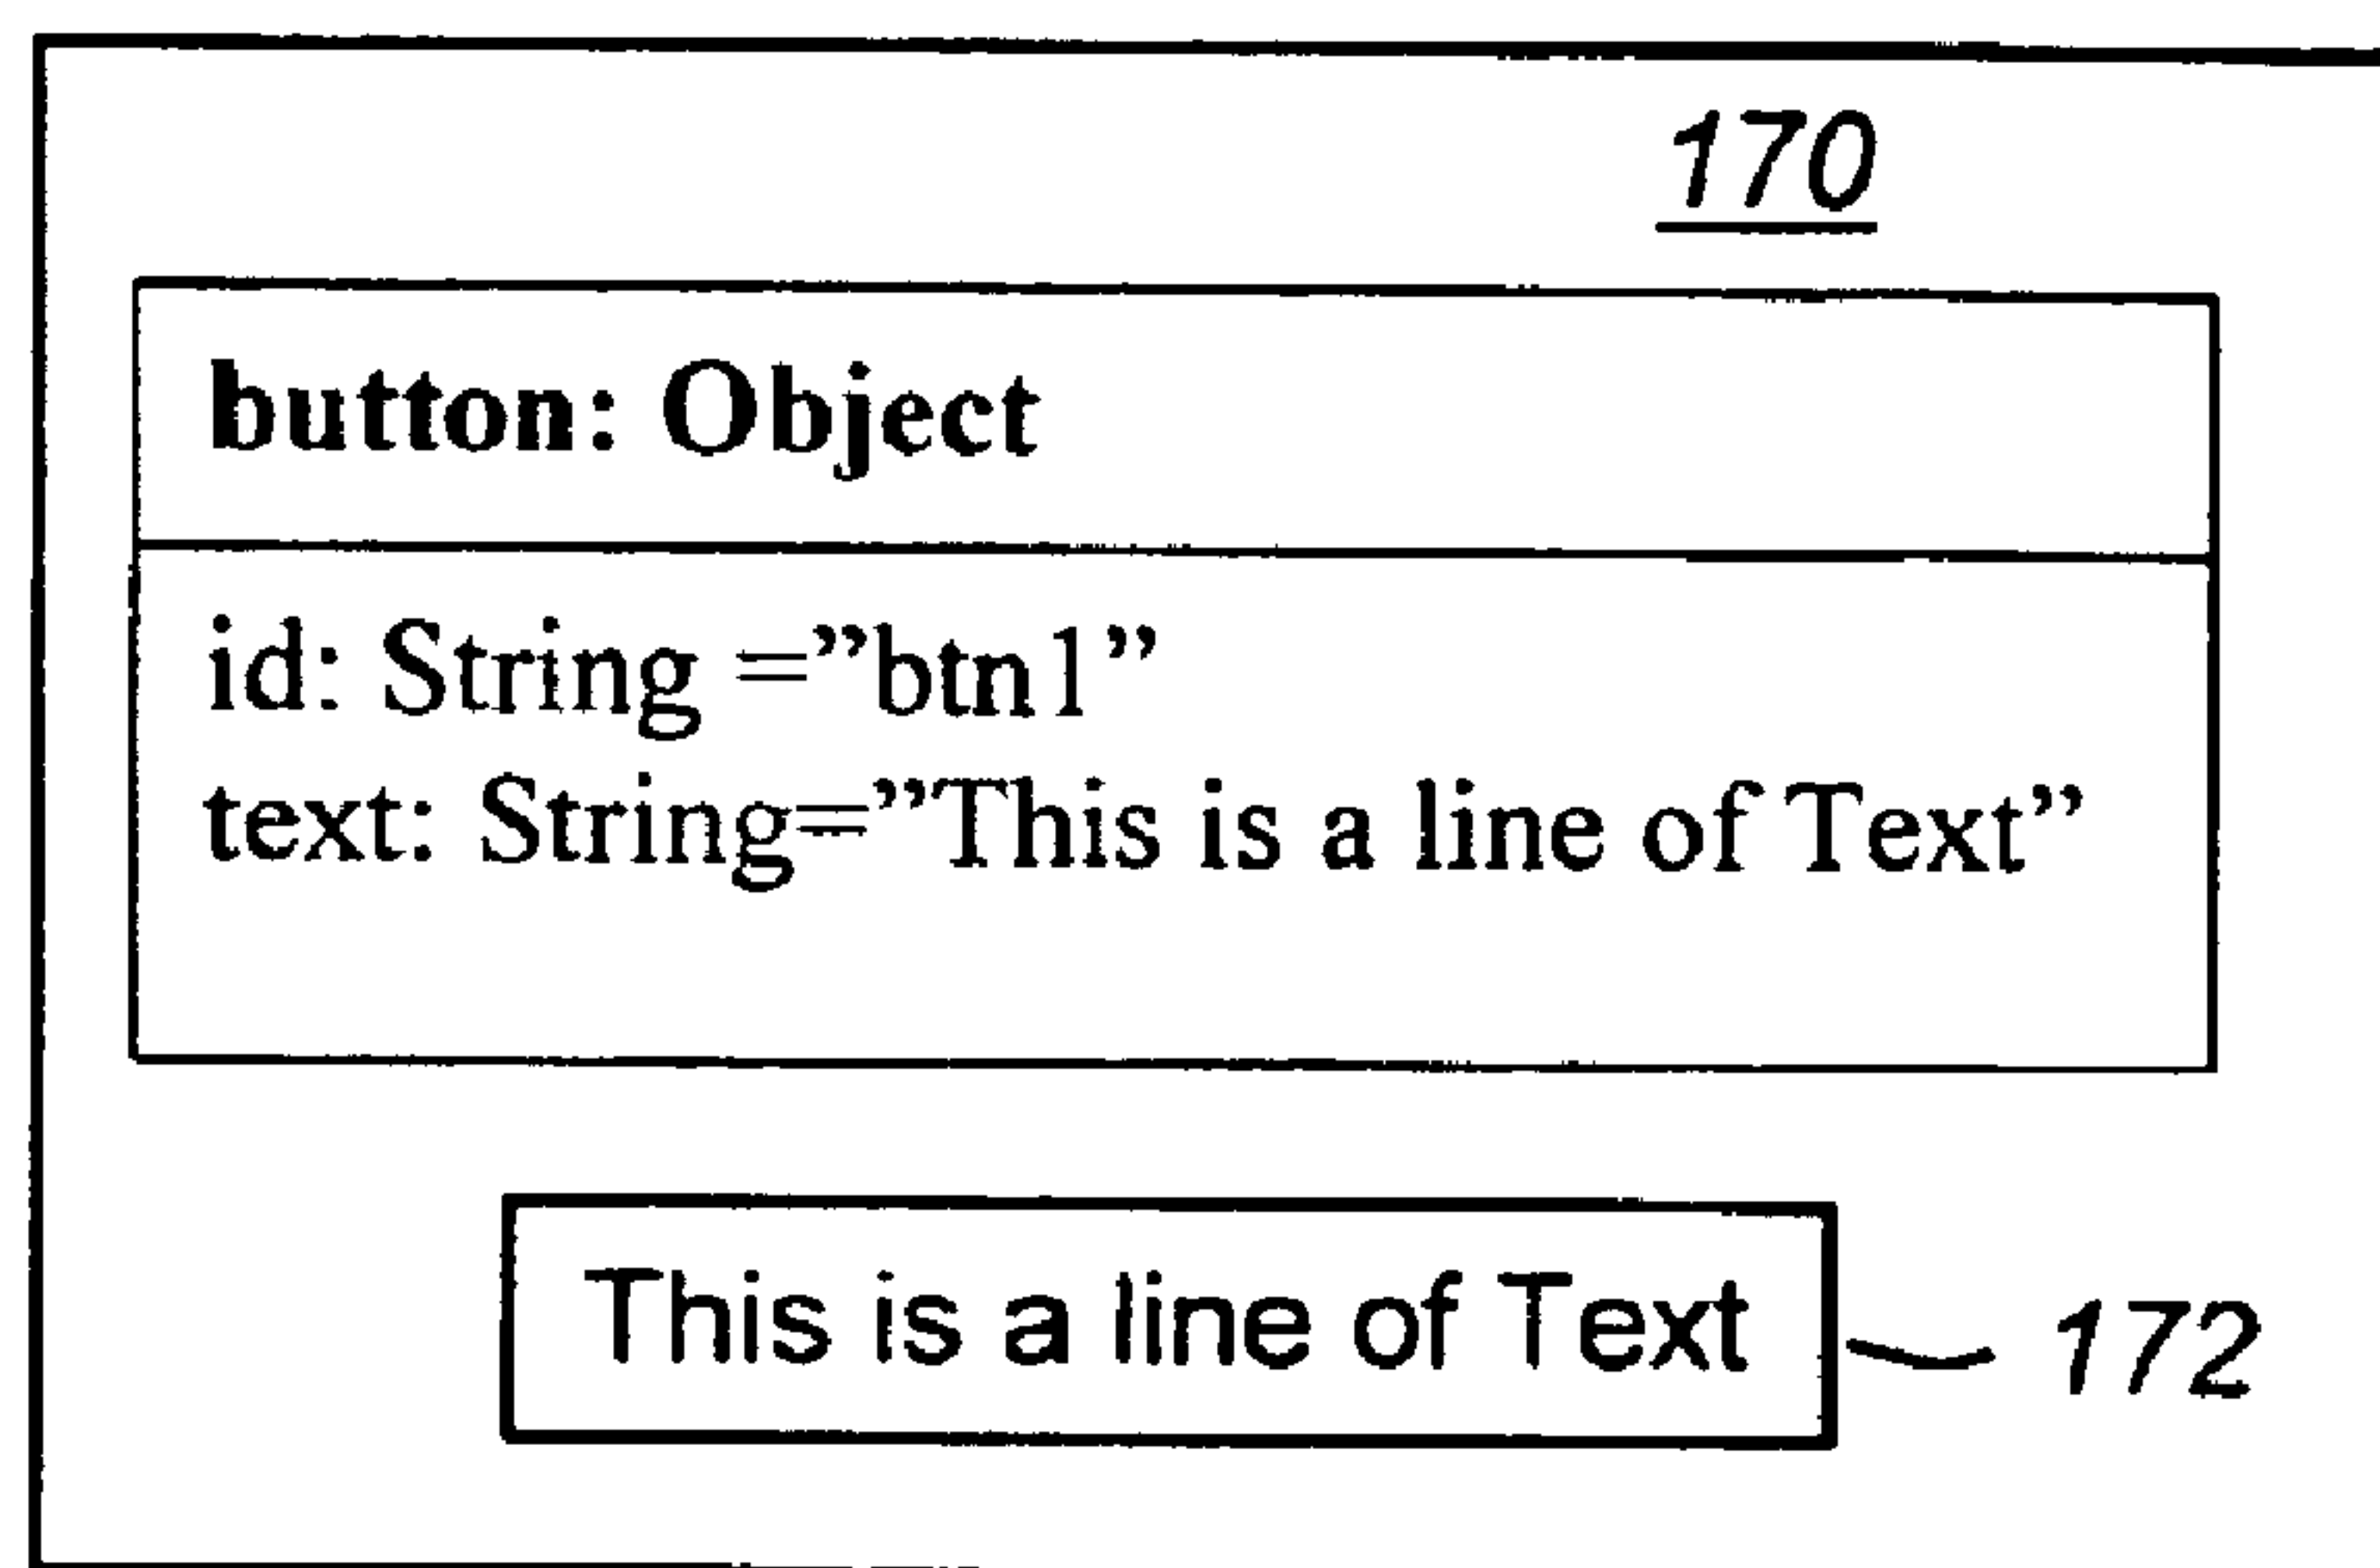 170
button: Object
id: String =”btn1”
text: String=”This is a line of Text”
This is a line of Text
172